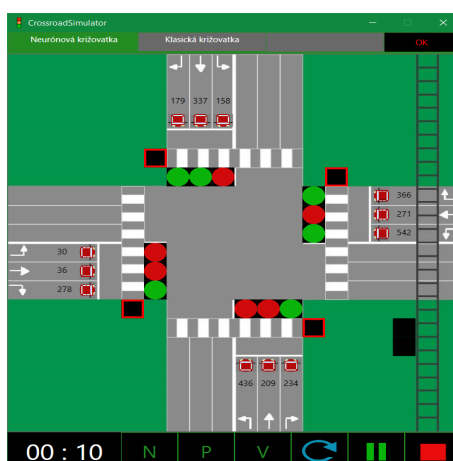 CrossroadSimulator
Neurónová križovatka Klasická križovatka OK
179 337 158
366
271
542
30
36
278
436 209 234
00 : 10 N P V